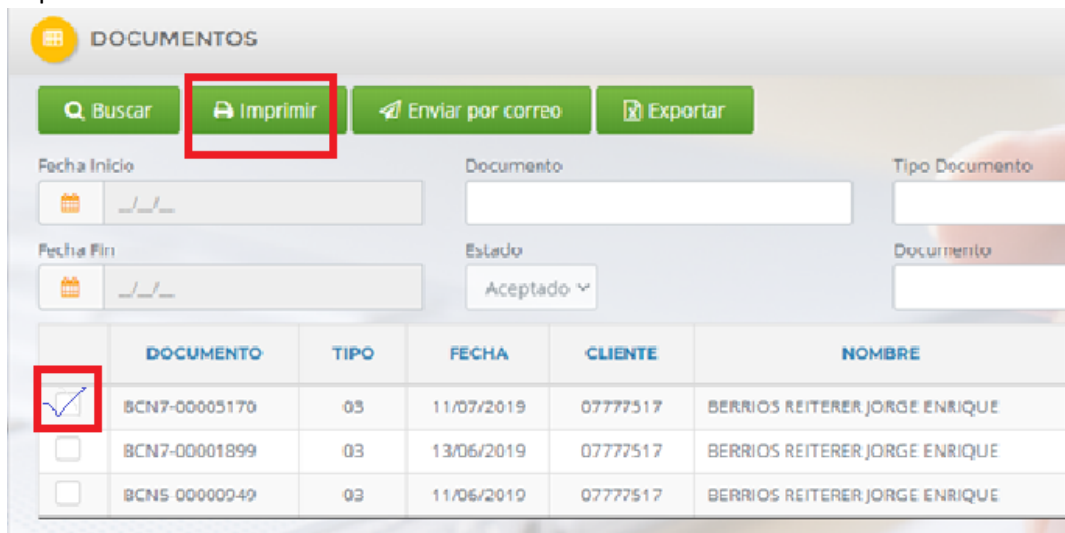 DOCUMENTOS
Buscar Imprimir Enviar por correo Exportar
Fecha Inicio Documento Tipo Documento
_/_/_
Fecha Fin Estado Documento
_/_/_ Aceptado
DOCUMENTO TIPO FECHA CLIENTE NOMBRE
BCN7-00005170 03 11/07/2019 07777517 BERRIOS REITERER JORGE ENRIQUE
BCN7-00001899 03 13/06/2019 07777517 BERRIOS REITERER JORGE ENRIQUE
BCN5-00000949 03 11/06/2019 07777517 BERRIOS REITERER JORGE ENRIQUE